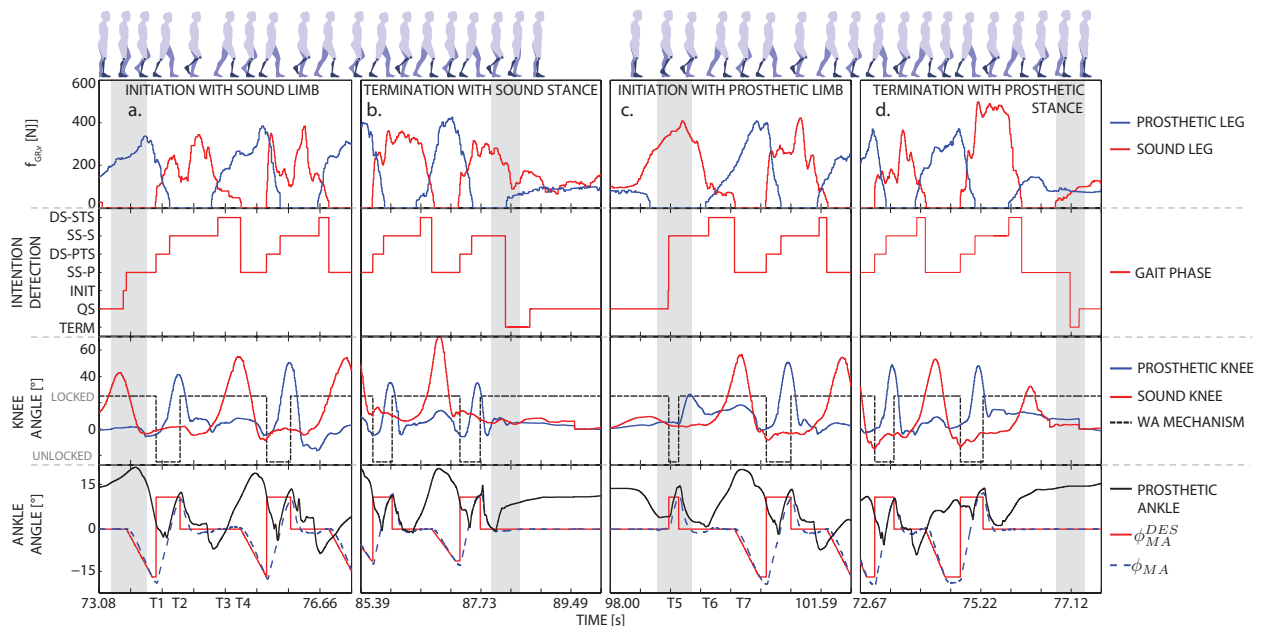 INITIATION WITH SOUND LIMB
TERMINATION WITH SOUND STANCE
INITIATION WITH PROSTHETIC LIMB
TERMINATION WITH PROSTHETIC
STANCE
a.
b.
c.
d.
f_GR,v [N]
600
400
200
0
PROSTHETIC LEG
SOUND LEG
INTENTION
DETECTION
DS-STS
SS-S
DS-PTS
SS-P
INIT
QS
TERM
GAIT PHASE
KNEE
ANGLE [°]
60
40
LOCKED
0
UNLOCKED
PROSTHETIC KNEE
SOUND KNEE
WA MECHANISM
ANKLE
ANGLE [°]
15
0
−15
PROSTHETIC
ANKLE
ϕ_MA^DES
ϕ_MA
73.08 T1 T2 T3 T4 76.66 85.39 87.73 89.49 98.00 T5 T6 T7 101.59 72.67 75.22 77.12
TIME [s]